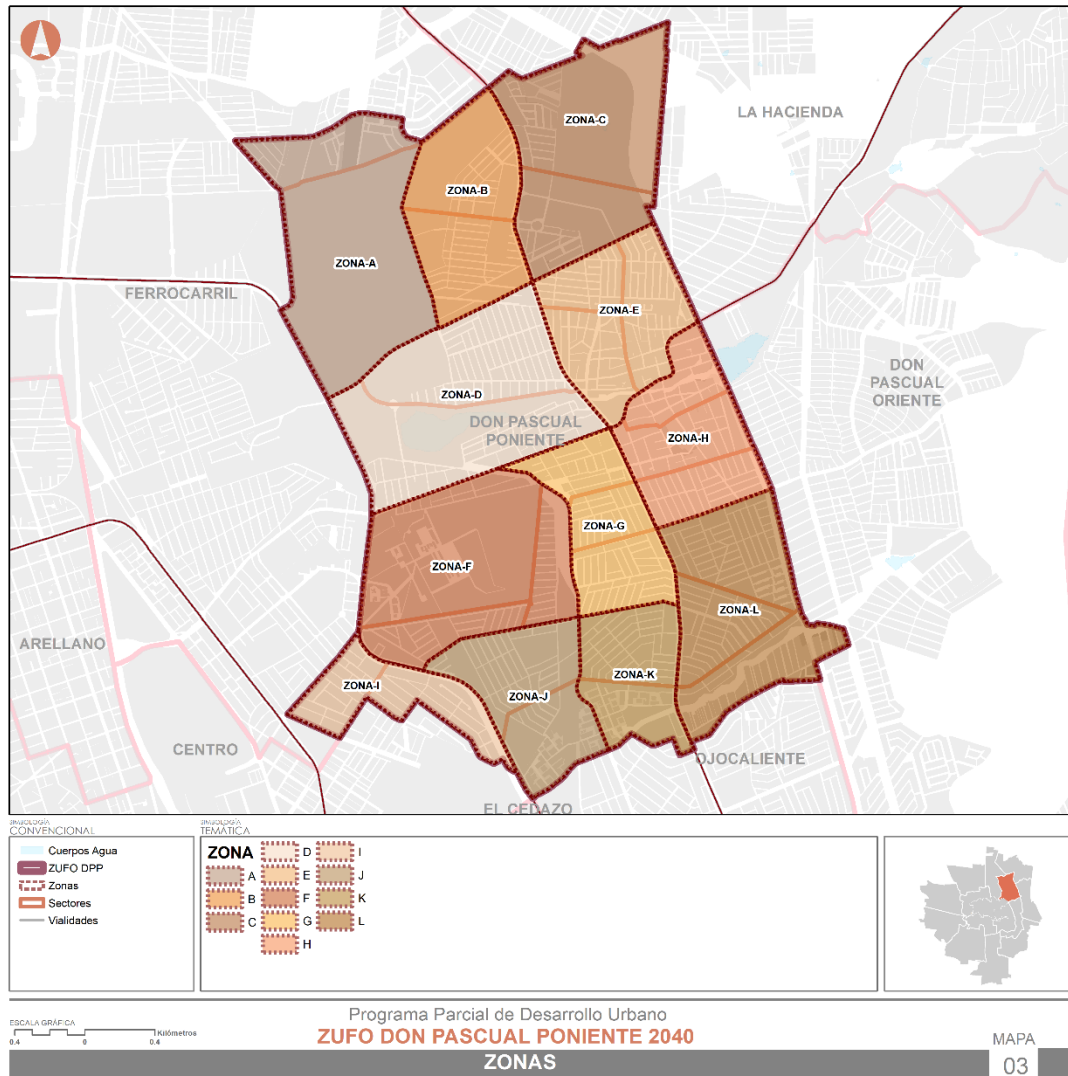 ZONA-C
LA HACIENDA
ZONA-B
ZONA-A
FERROCARRIL
ZONA-E
DON
PASCUAL
ORIENTE
ZONA-D
DON PASCUAL
PONIENTE
ZONA-H
ZONA-G
ZONA-F
ZONA-L
ARELLANO
ZONA-K
ZONA-I
ZONA-J
CENTRO
OJOCALIENTE
EL CEDAZO
SIMBOLOGÍA
CONVENCIONAL
Cuerpos Agua
ZUFO DPP
Zonas
Sectores
Vialidades
SIMBOLOGÍA
TEMÁTICA
ZONA
A
B
C
D
E
F
G
H
I
J
K
L
ESCALA GRÁFICA
0.4 0 0.4 Kilómetros
Programa Parcial de Desarrollo Urbano
ZUFO DON PASCUAL PONIENTE 2040
ZONAS
MAPA
03